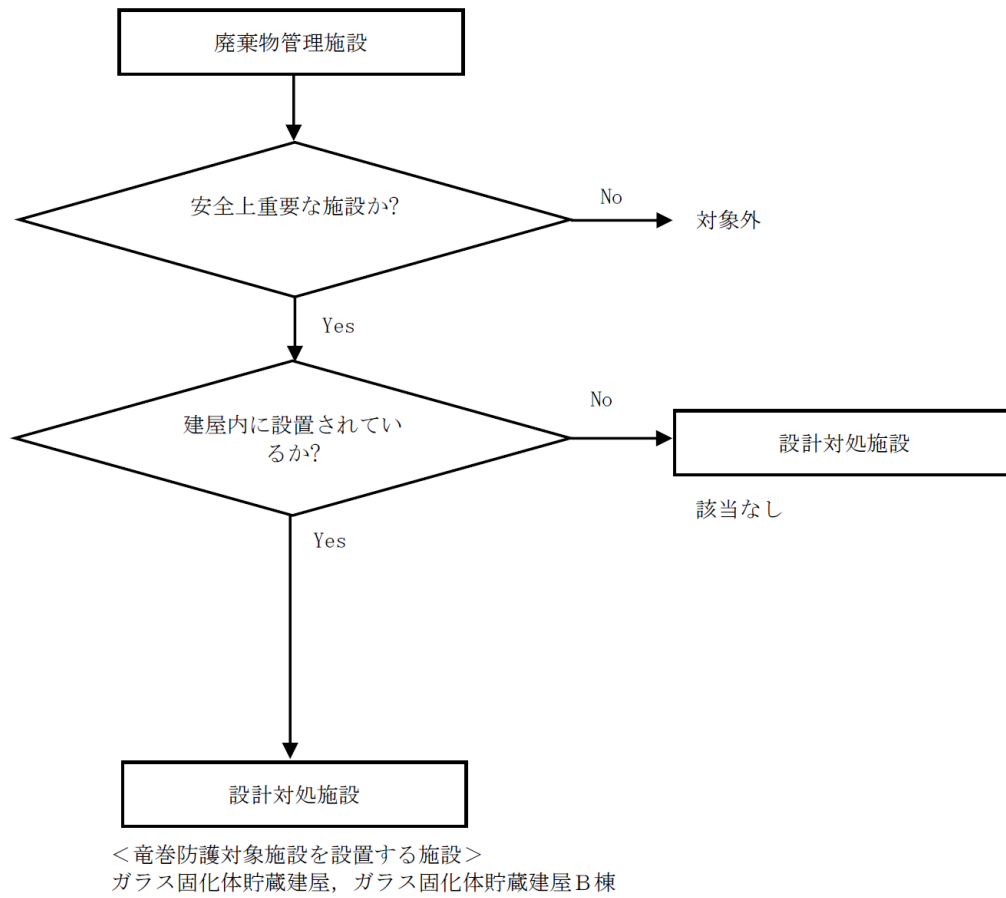 廃棄物管理施設
安全上重要な施設か?
No
対象外
Yes
建屋内に設置されてい
るか?
No
設計対処施設
該当なし
Yes
設計対処施設
＜竜巻防護対象施設を設置する施設＞
ガラス固化体貯蔵建屋，ガラス固化体貯蔵建屋Ｂ棟